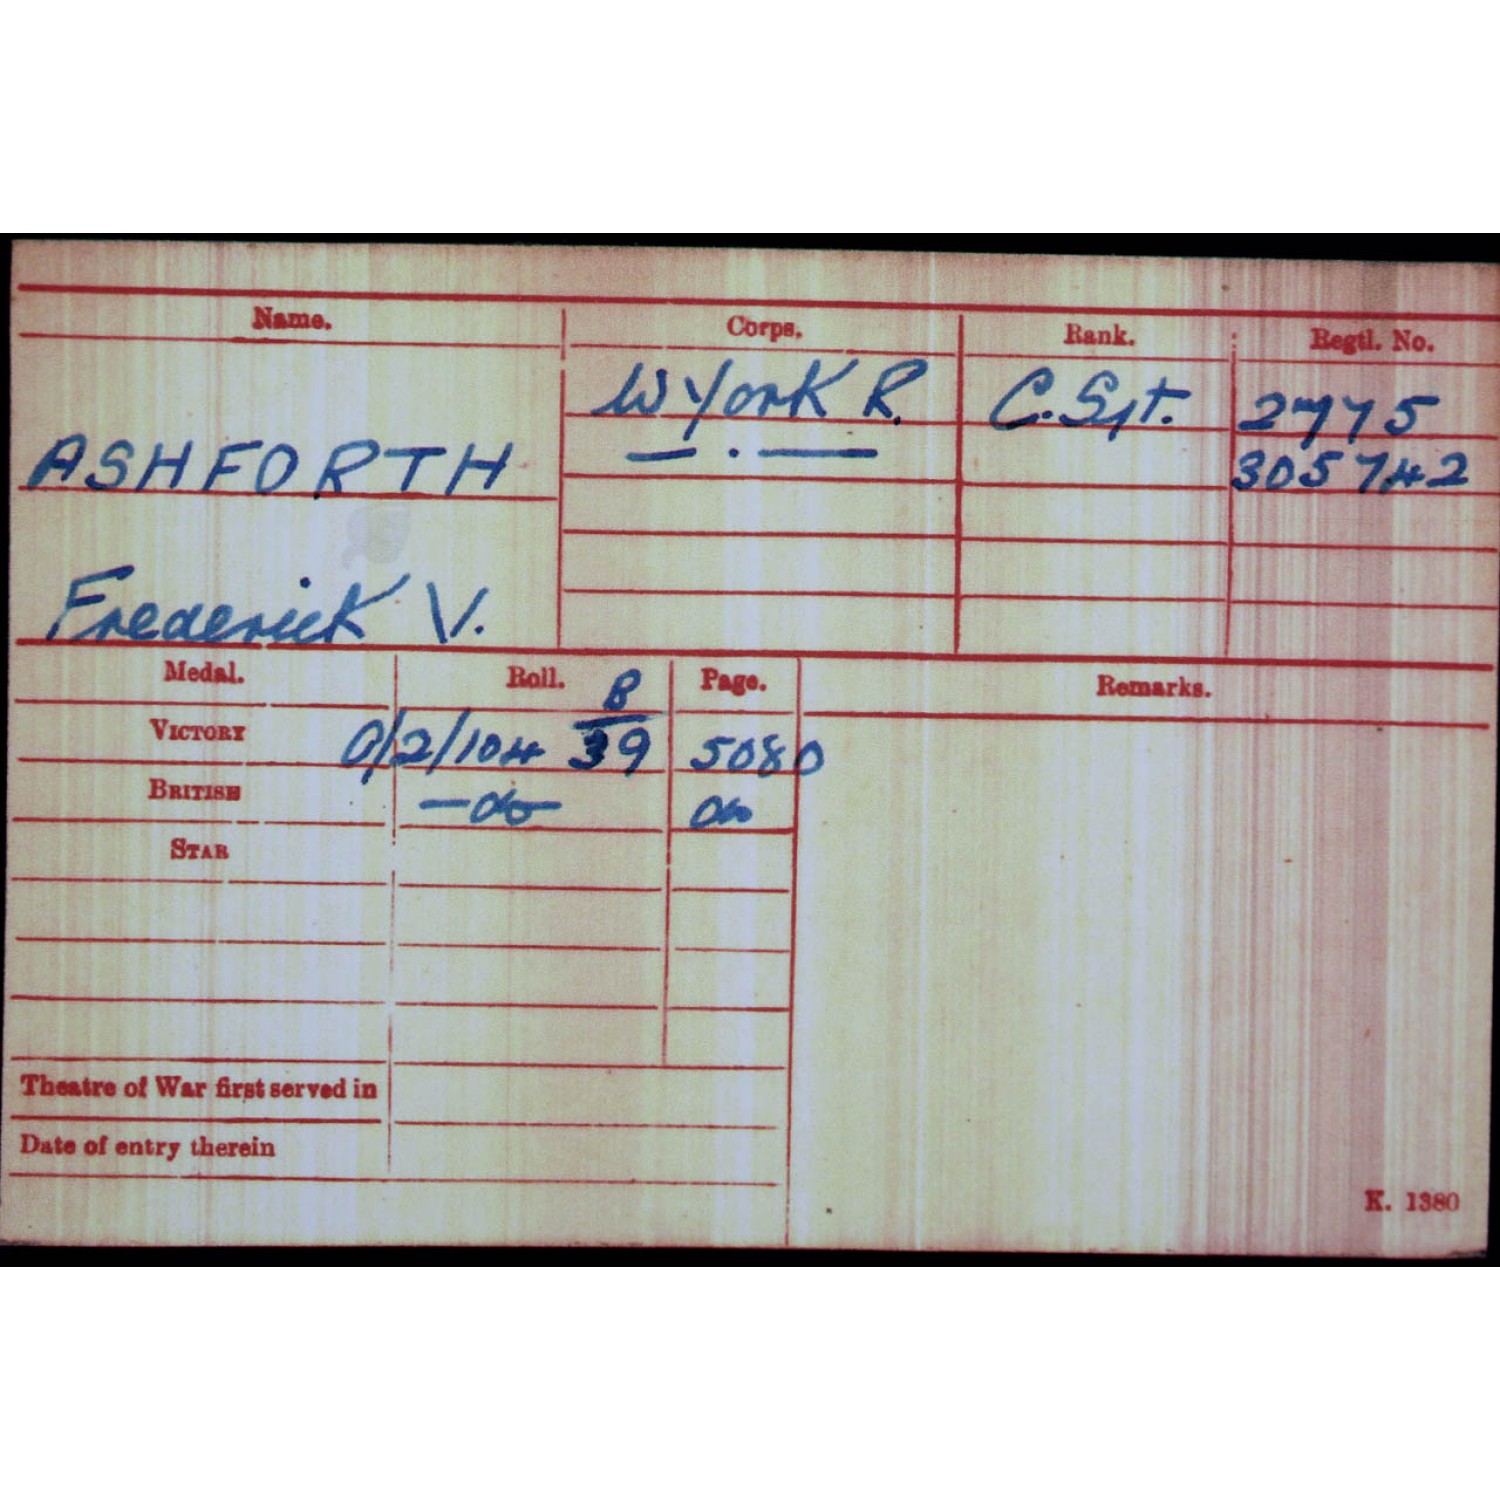 Name. Corps. Rank. Regtl. No.
W York R. C. Sgt. 2775
ASHFORTH — . — 305742
Frederick V.
Medal. Roll. Page. Remarks.
B
VICTORY O/2/104 39 5080
BRITISH —do— do
STAR
Theatre of War first served in
Date of entry therein
K. 1380